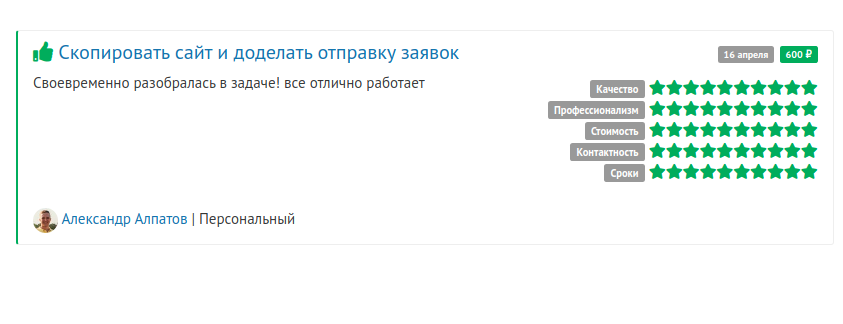 Скопировать сайт и доделать отправку заявок
16 апреля 600 ₽
Своевременно разобралась в задаче! все отлично работает
Качество
Профессионализм
Стоимость
Контактность
Сроки
Александр Алпатов | Персональный